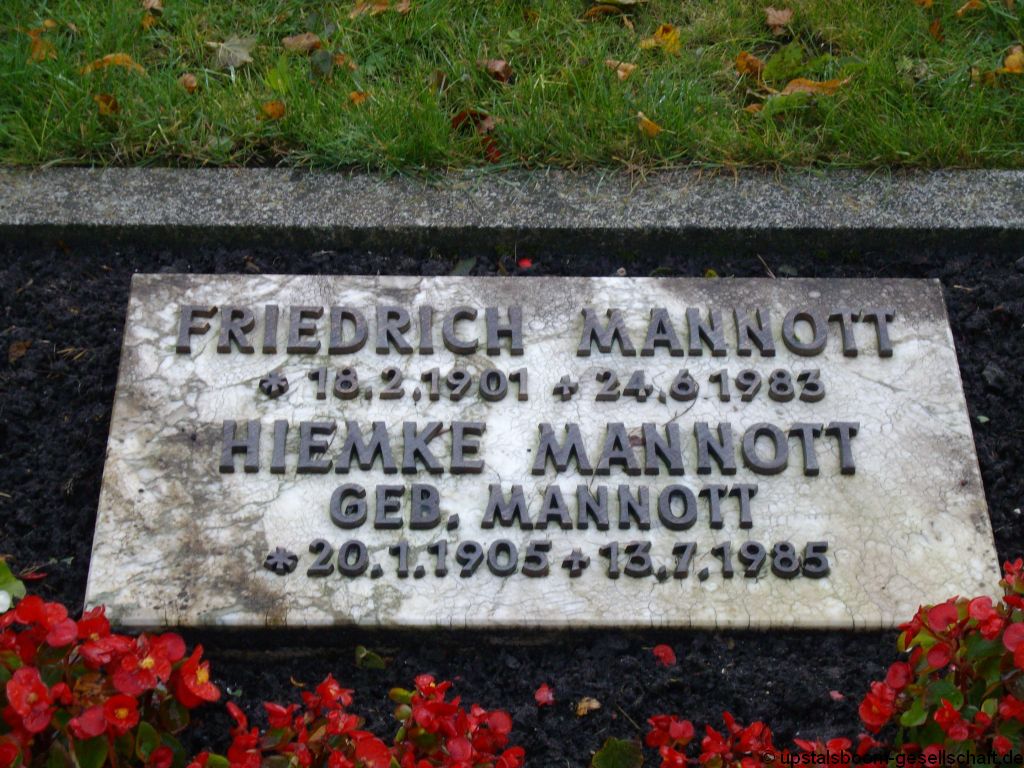 FRIEDRICH MANNOTT
* 18.2.1901 + 24.6.1983
HIEMKE MANNOTT
GEB. MANNOTT
* 20.1.1905 + 13.7.1985
© upstalsboom-gesellschaft.de